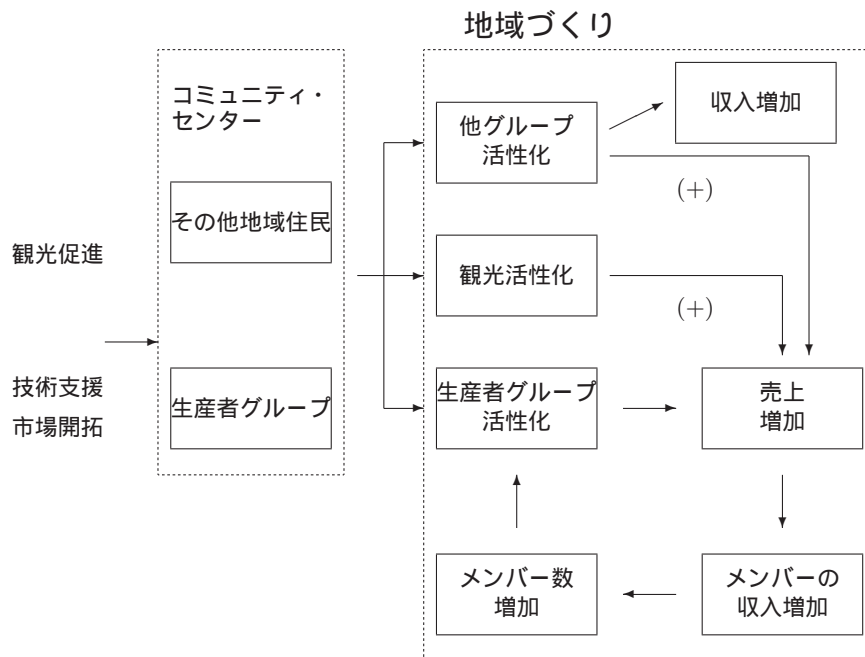 地域づくり
コミュニティ・
センター
その他地域住民
生産者グループ
観光促進
技術支援
市場開拓
他グループ
活性化
収入増加
(+)
観光活性化
(+)
生産者グループ
活性化
売上
増加
メンバー数
増加
メンバーの
収入増加